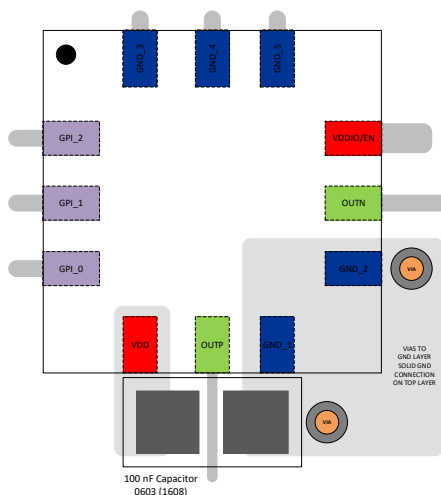 GND_3
GND_4
GND_5
GPI_2
VDDIO/EN
GPI_1
OUTN
GPI_0
GND_2
VIA
VDD
OUTP
GND_1
VIAS TO
GND LAYER
SOLID GND
CONNECTION
ON TOP LAYER
VIA
100 nF Capacitor
0603 (1608)